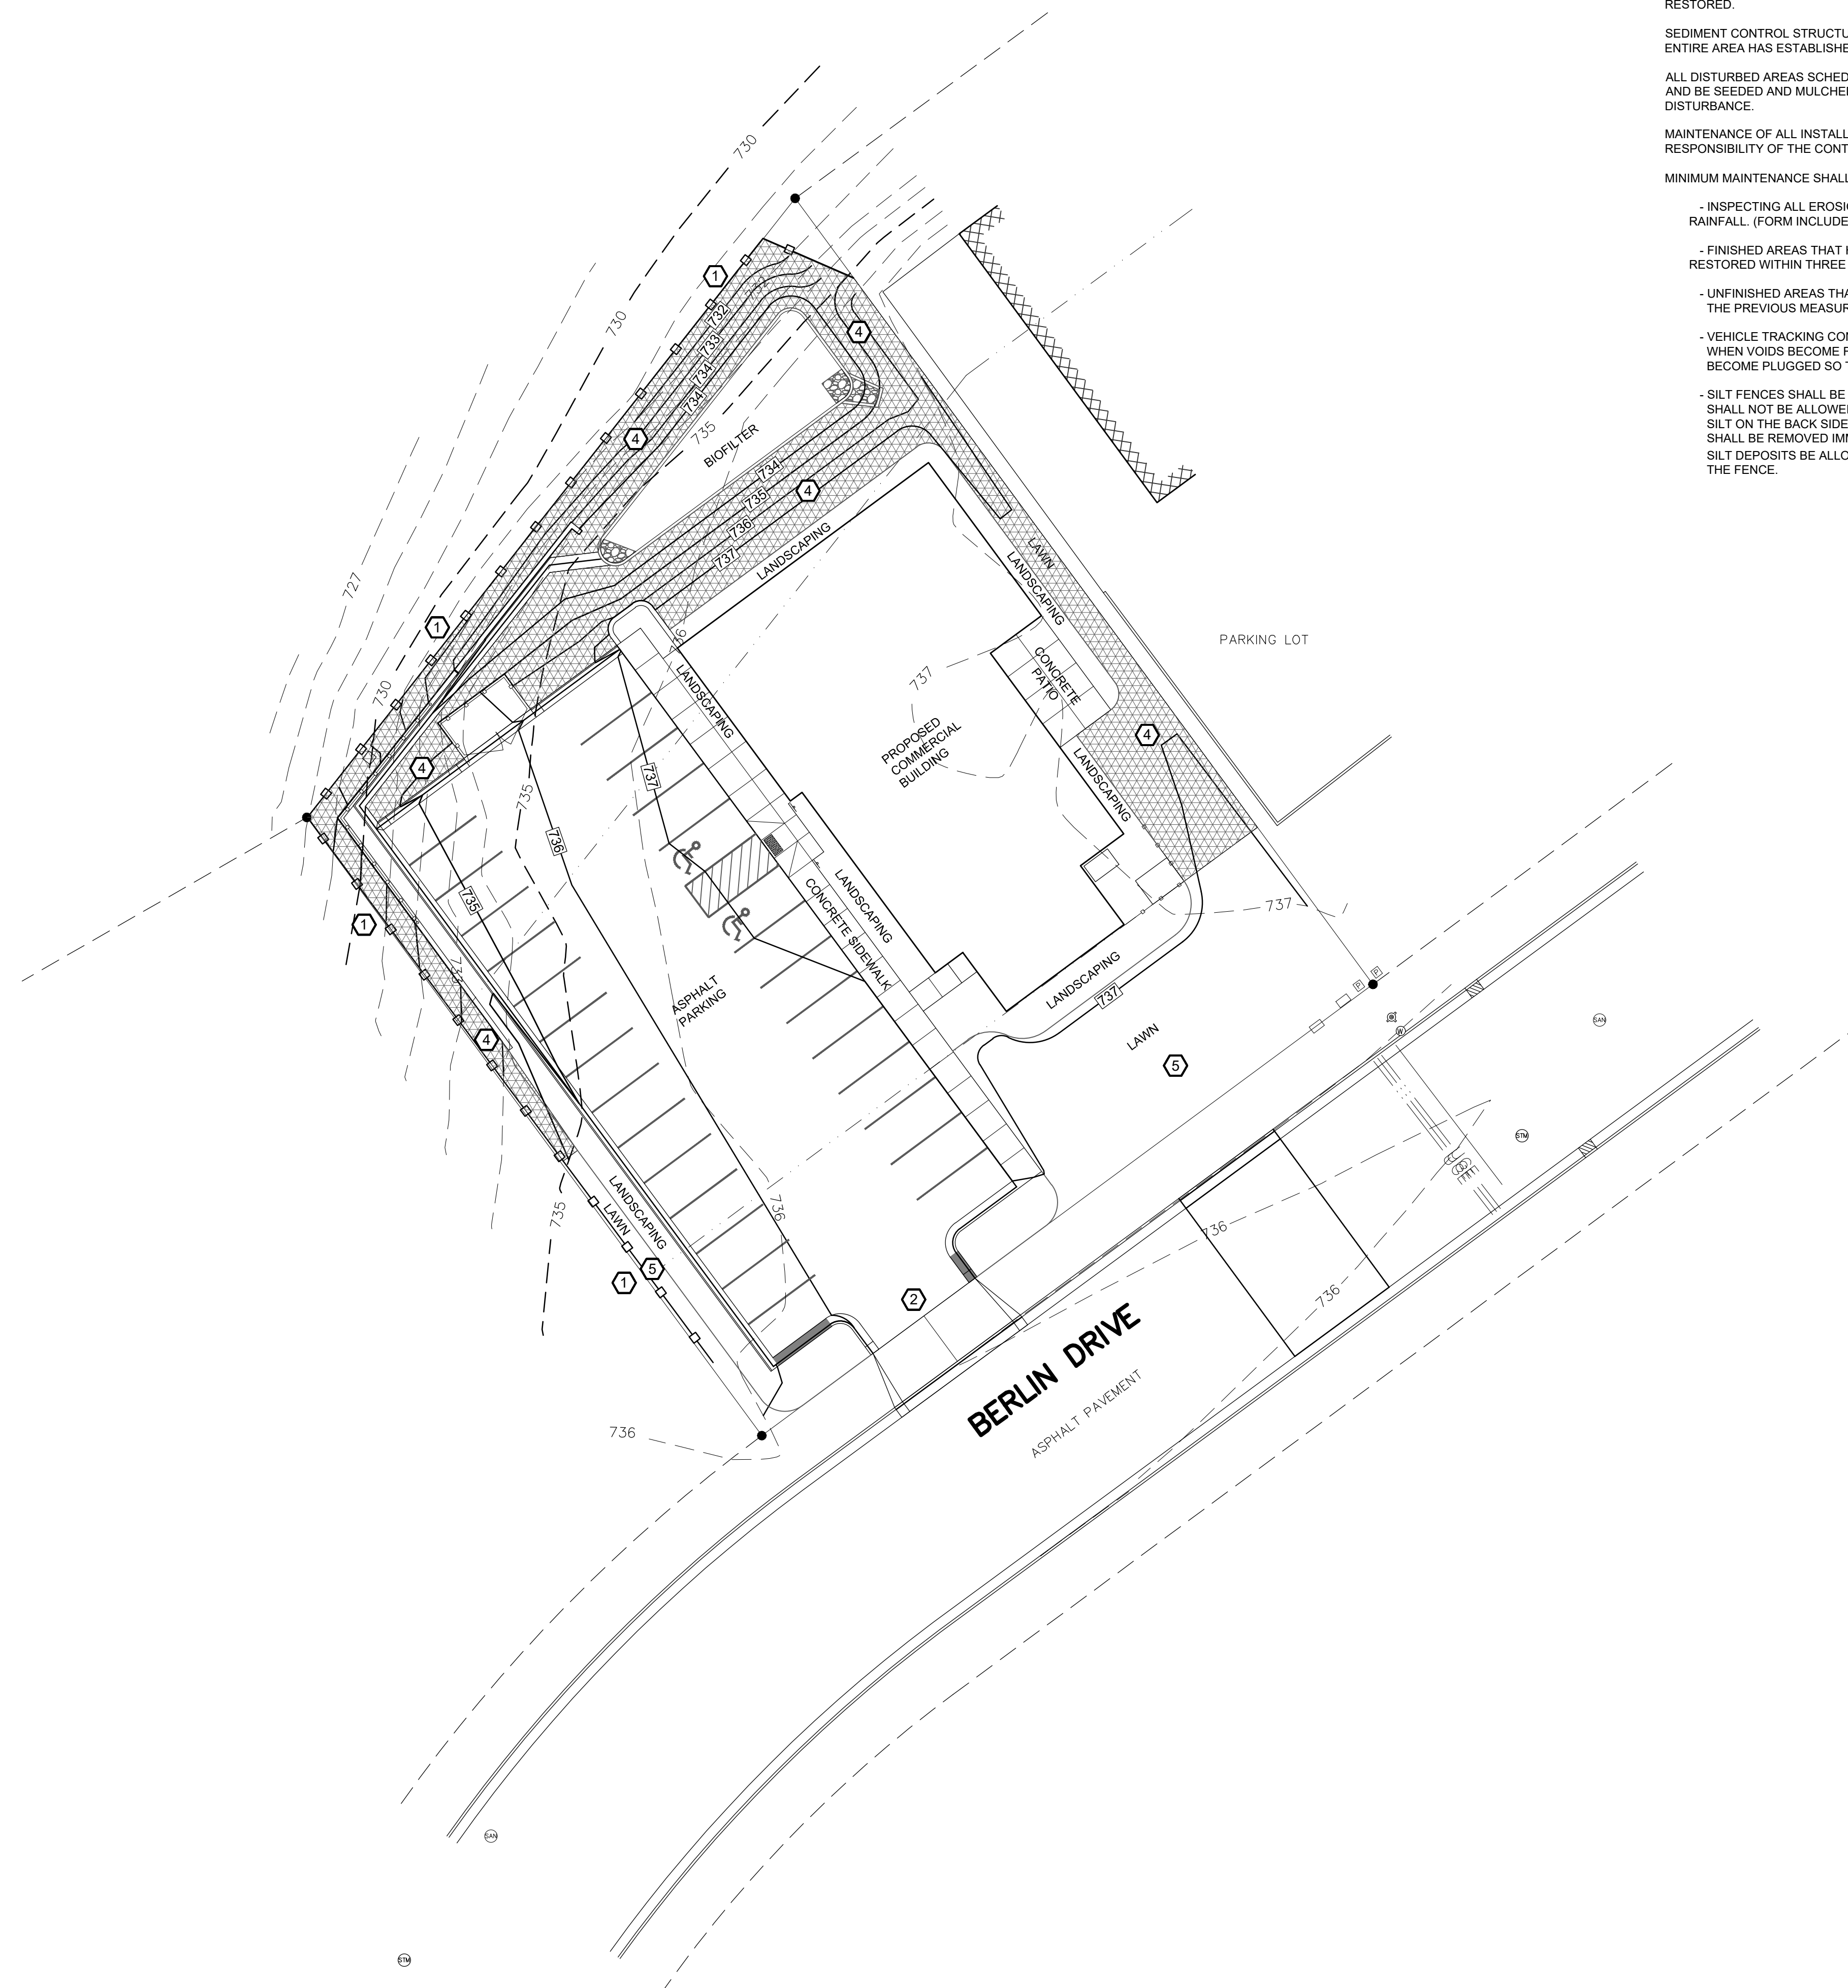 RESTORED.
SEDIMENT CONTROL STRUCTU
ENTIRE AREA HAS ESTABLISHE
ALL DISTURBED AREAS SCHED
AND BE SEEDED AND MULCHE
DISTURBANCE.
MAINTENANCE OF ALL INSTALL
RESPONSIBILITY OF THE CONT
MINIMUM MAINTENANCE SHALL
- INSPECTING ALL EROSI
RAINFALL. (FORM INCLUDE
- FINISHED AREAS THAT H
RESTORED WITHIN THREE
- UNFINISHED AREAS THA
THE PREVIOUS MEASUR
- VEHICLE TRACKING CON
WHEN VOIDS BECOME F
BECOME PLUGGED SO T
- SILT FENCES SHALL BE
SHALL NOT BE ALLOWE
SILT ON THE BACK SIDE
SHALL BE REMOVED IMM
SILT DEPOSITS BE ALLO
THE FENCE.
730
730
1
732
732
733
734
734
4
4
735
BIOFILTER
734
735
736
737
4
LANDSCAPING
LAWN
LANDSCAPING
727
1
730
736
PARKING LOT
CONCRETE
PATIO
737
LANDSCAPING
PROPOSED
COMMERCIAL
BUILDING
4
LANDSCAPING
4
735
736
737
735
1
733
4
LANDSCAPING
CONCRETE SIDEWALK
ASPHALT
PARKING
737
LANDSCAPING
737
LAWN
5
P
P
W
SAN
STM
735
LANDSCAPING
LAWN
5
1
736
2
736
736
BERLIN DRIVE
ASPHALT PAVEMENT
736
SAN
STM